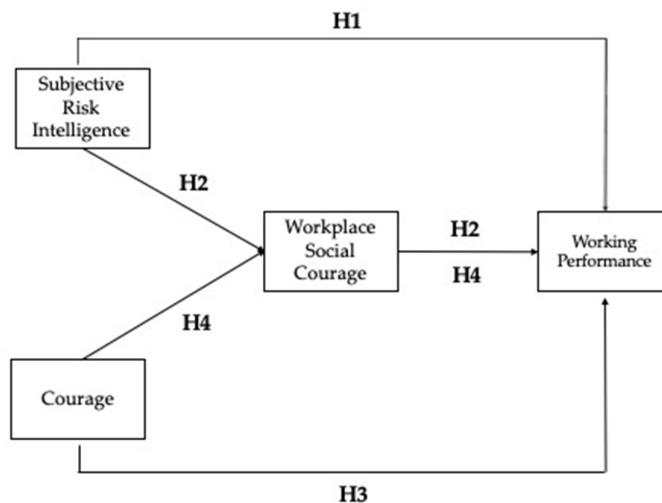 H1
Subjective
Risk
Intelligence
H2
Workplace
Social
Courage
H2
H4
Working
Performance
H4
Courage
H3